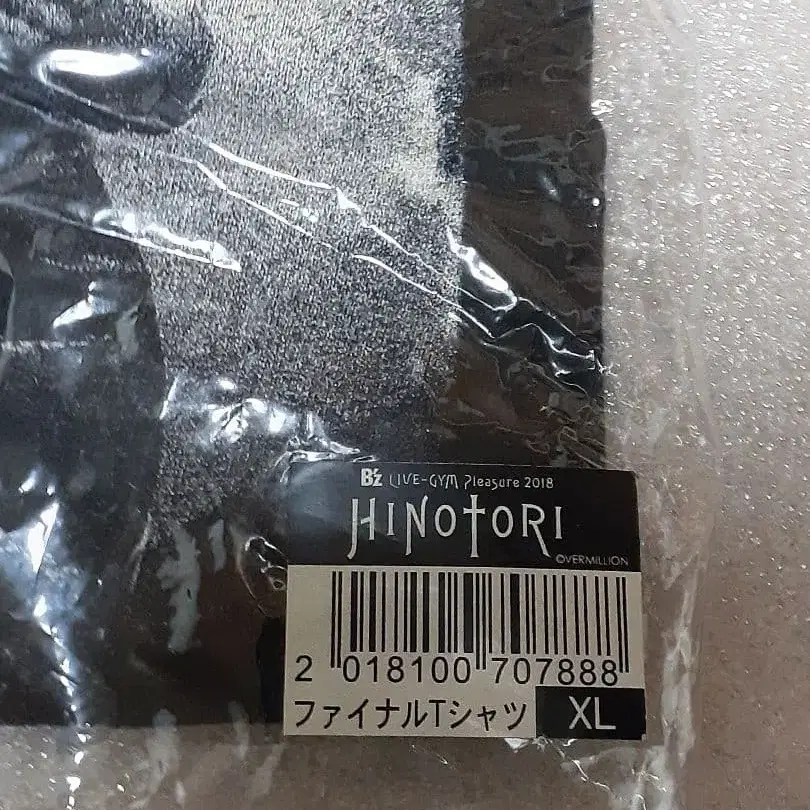 B'z LIVE-GYM Pleasure 2018
HINOTORI
©VERMILLION
2 018100 707888
ファイナルTシャツ XL